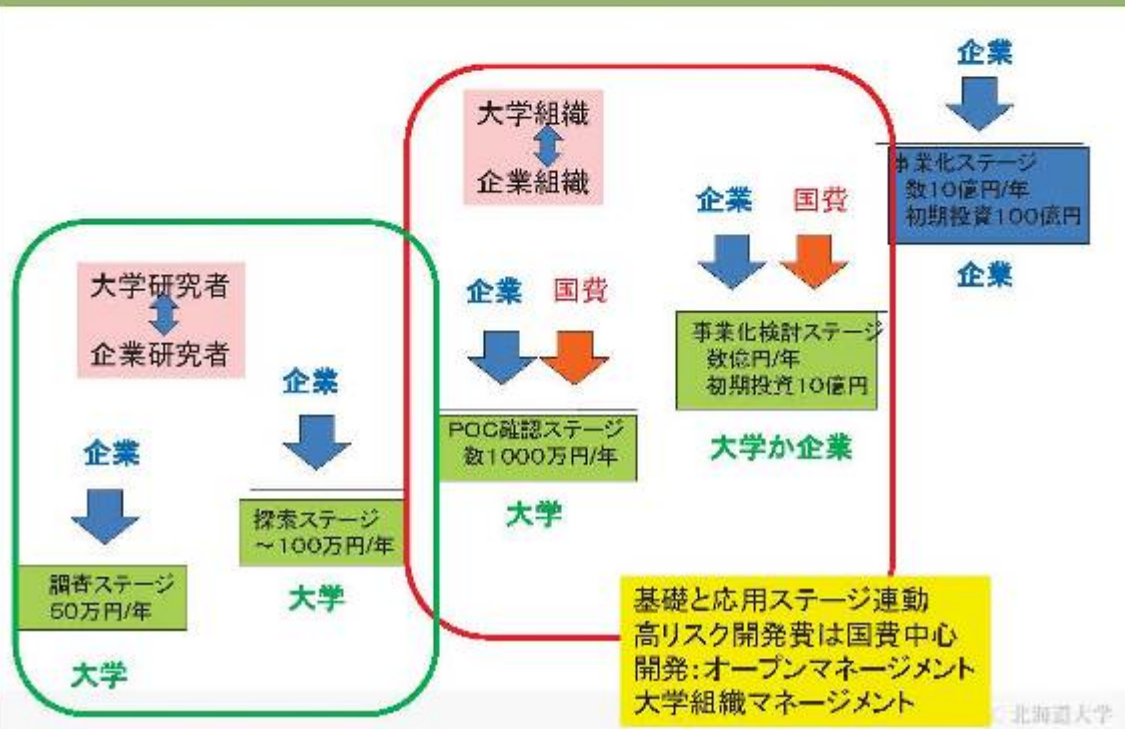 大学研究者
企業研究者
企業
調査ステージ
50万円/年
大学
企業
探索ステージ
～100万円/年
大学
大学組織
企業組織
企業 国費
POC確認ステージ
数1000万円/年
大学
企業 国費
事業化検討ステージ
数億円/年
初期投資10億円
大学か企業
企業
事業化ステージ
数10億円/年
初期投資100億円
企業
基礎と応用ステージ連動
高リスク開発費は国費中心
開発：オープンマネージメント
大学組織マネージメント
北海道大学